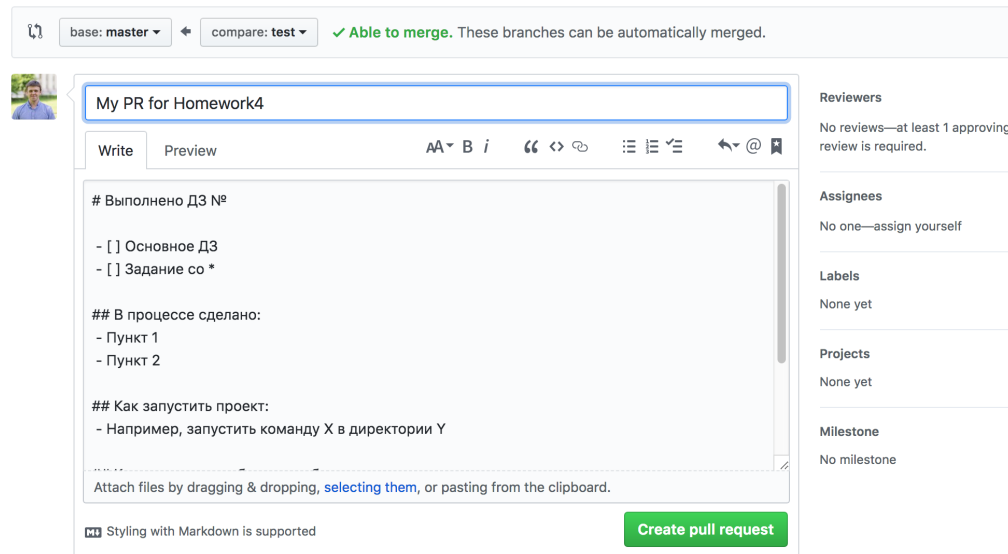 base: master
compare: test
Able to merge. These branches can be automatically merged.
My PR for Homework4
Write
Preview
AA B i
# Выполнено ДЗ №
- [ ] Основное ДЗ
- [ ] Задание со *
## В процессе сделано:
- Пункт 1
- Пункт 2
## Как запустить проект:
- Например, запустить команду X в директории Y
Attach files by dragging & dropping, selecting them, or pasting from the clipboard.
Styling with Markdown is supported
Create pull request
Reviewers
No reviews—at least 1 approving
review is required.
Assignees
No one—assign yourself
Labels
None yet
Projects
None yet
Milestone
No milestone